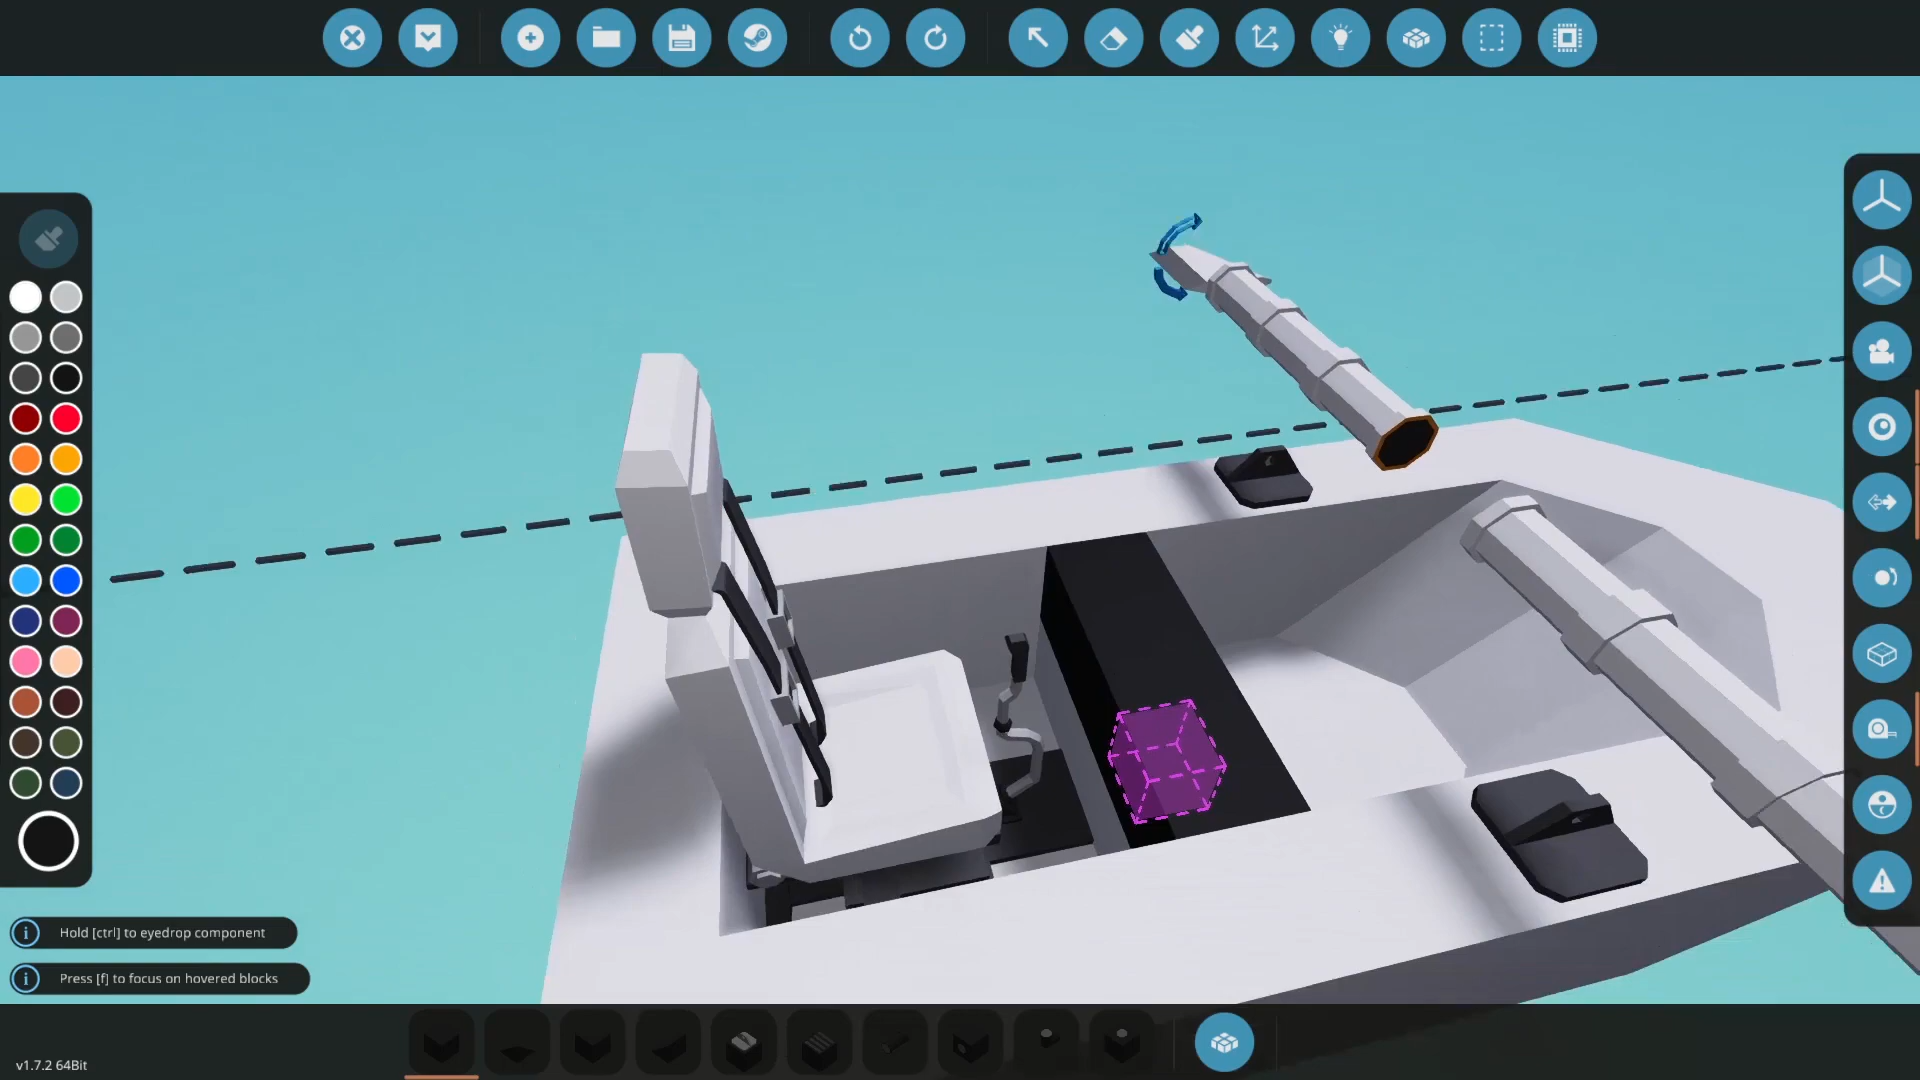 Hold [ctrl] to eyedrop component
Press [f] to focus on hovered blocks
v1.7.2 64Bit